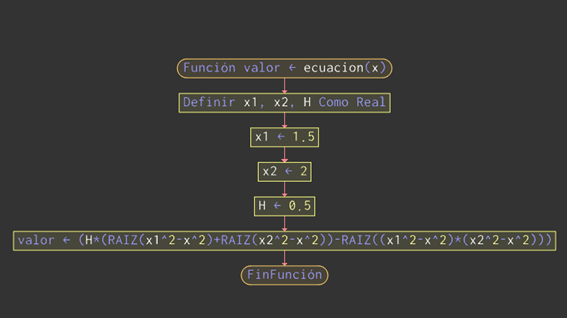 Función valor ← ecuacion(x)
Definir x1, x2, H Como Real
x1 ← 1.5
x2 ← 2
H ← 0.5
valor ← (H*(RAIZ(x1^2-x^2)+RAIZ(x2^2-x^2))-RAIZ((x1^2-x^2)*(x2^2-x^2)))
FinFunción